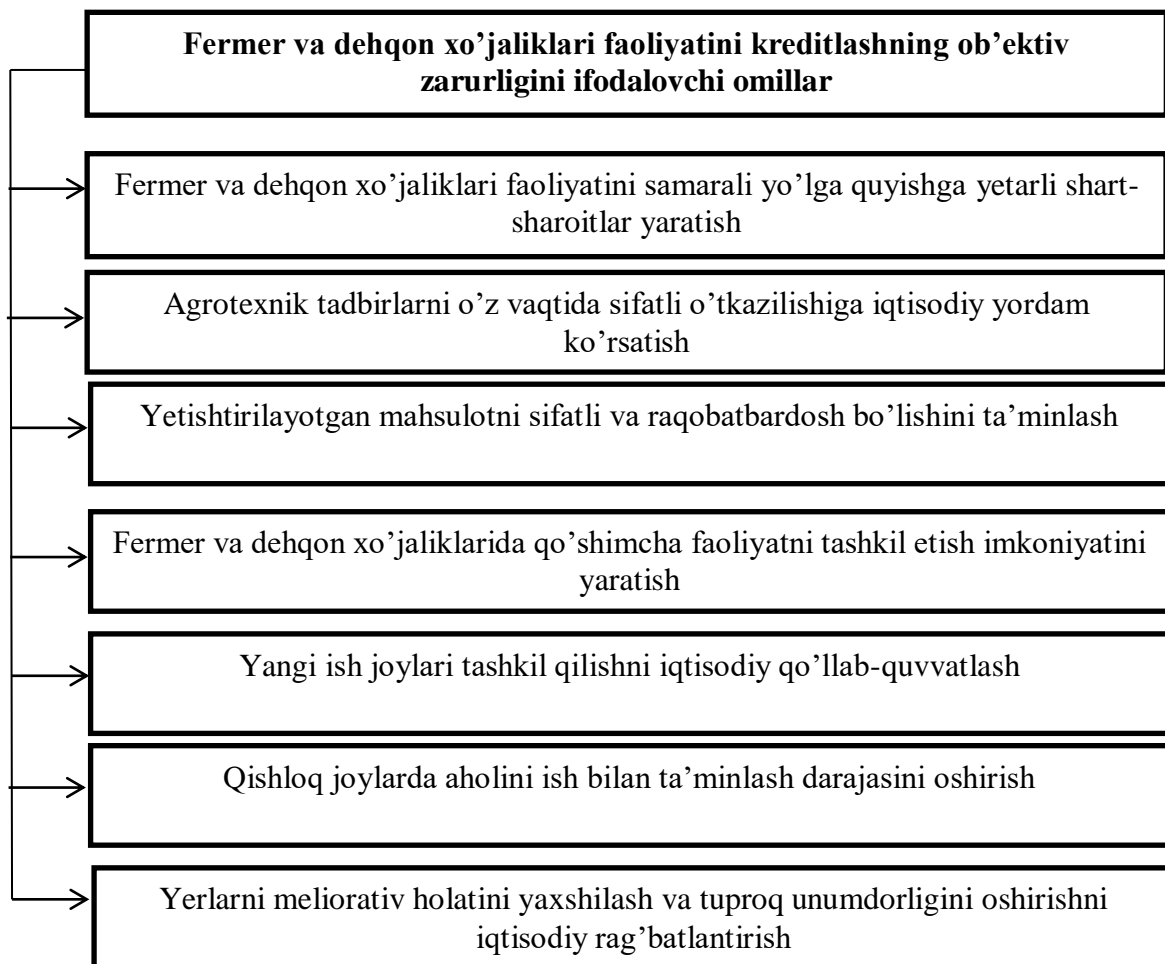 Fermer va dehqon xo’jaliklari faoliyatini kreditlashning ob’ektiv
zarurligini ifodalovchi omillar
Fermer va dehqon xo’jaliklari faoliyatini samarali yo’lga quyishga yetarli shart-
sharoitlar yaratish
Agrotexnik tadbirlarni o’z vaqtida sifatli o’tkazilishiga iqtisodiy yordam
ko’rsatish
Yetishtirilayotgan mahsulotni sifatli va raqobatbardosh bo’lishini ta’minlash
Fermer va dehqon xo’jaliklarida qo’shimcha faoliyatni tashkil etish imkoniyatini
yaratish
Yangi ish joylari tashkil qilishni iqtisodiy qo’llab-quvvatlash
Qishloq joylarda aholini ish bilan ta’minlash darajasini oshirish
Yerlarni meliorativ holatini yaxshilash va tuproq unumdorligini oshirishni
iqtisodiy rag’batlantirish